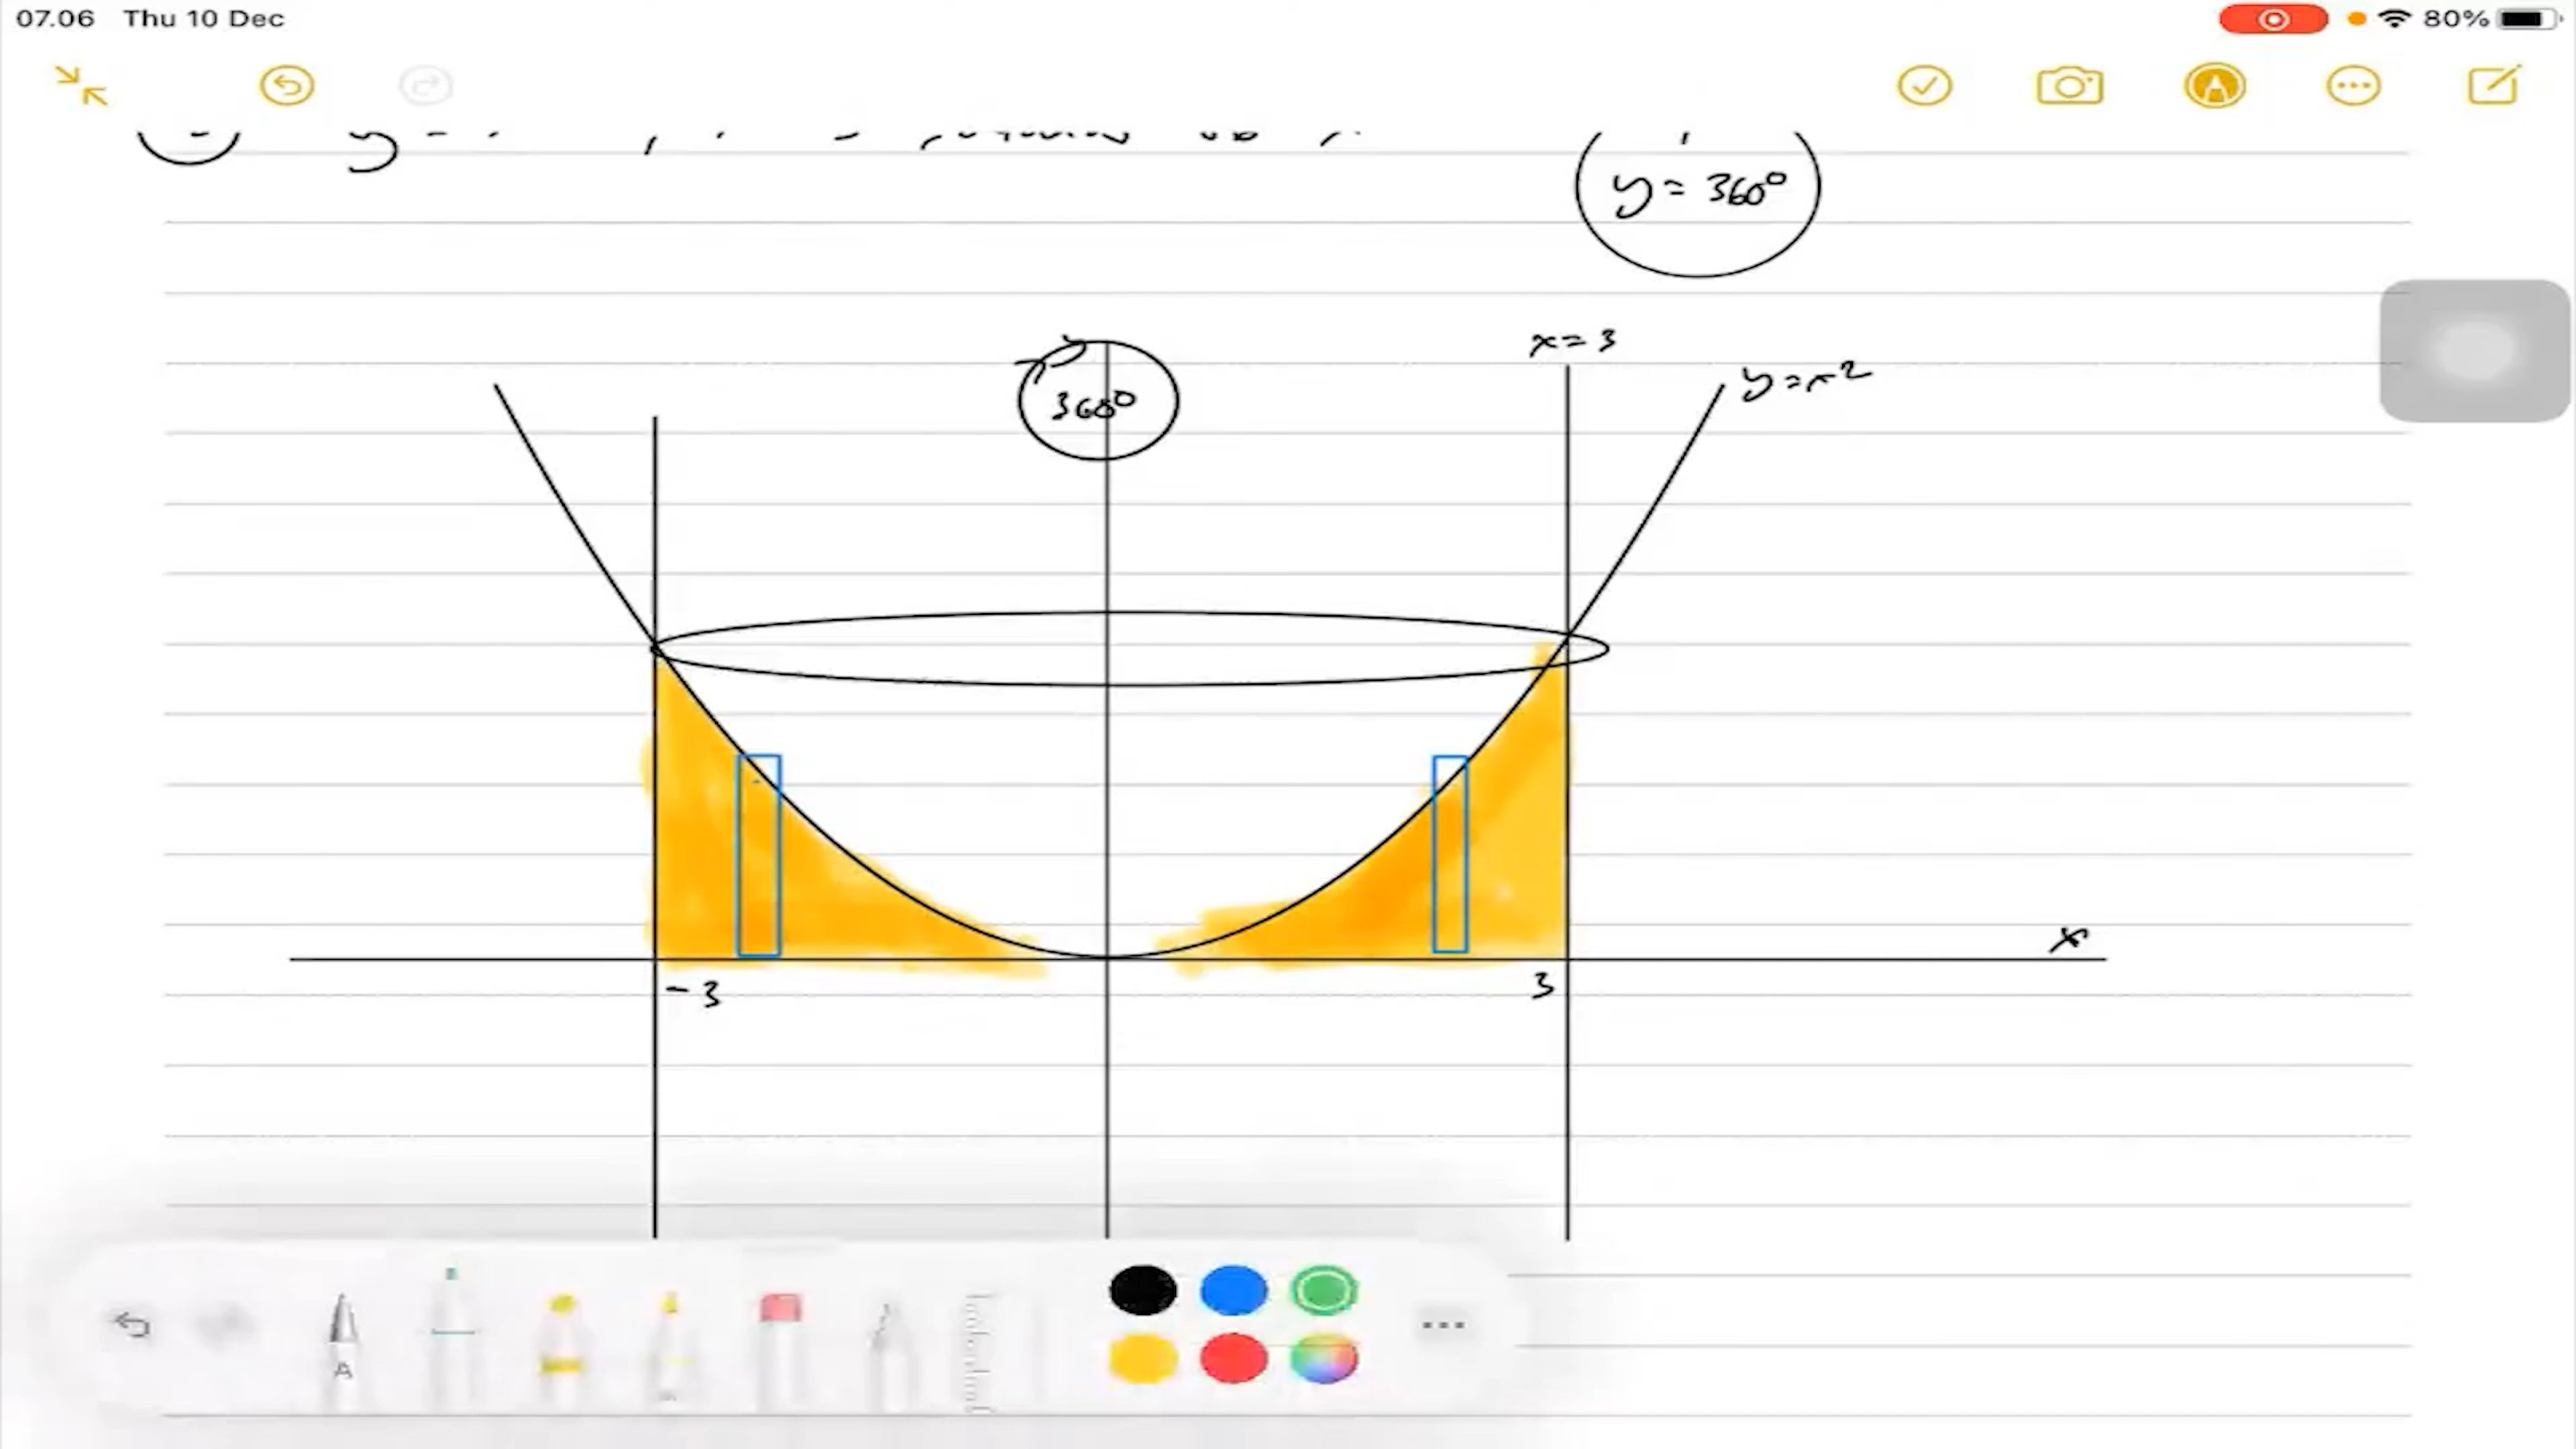 07.06 Thu 10 Dec 80%
y =
y = 360°
x = 3
y = x²
y
360°
x
- 3 3
A